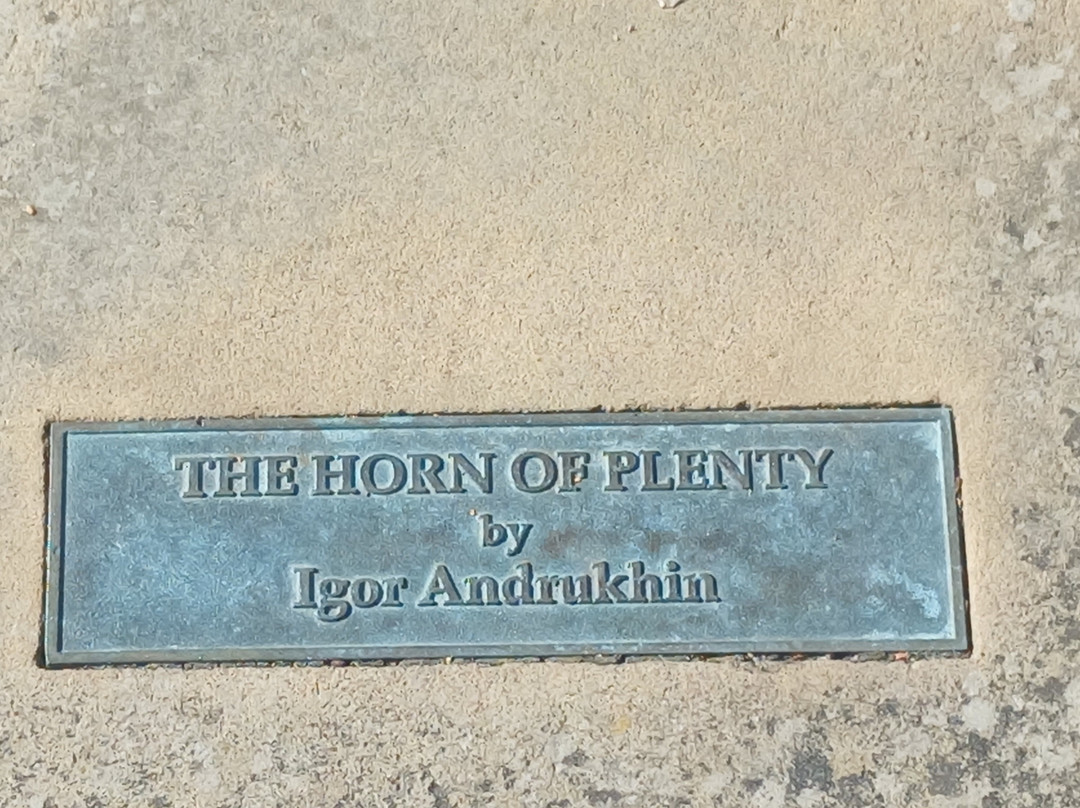 THE HORN OF PLENTY
by
Igor Andrukhin